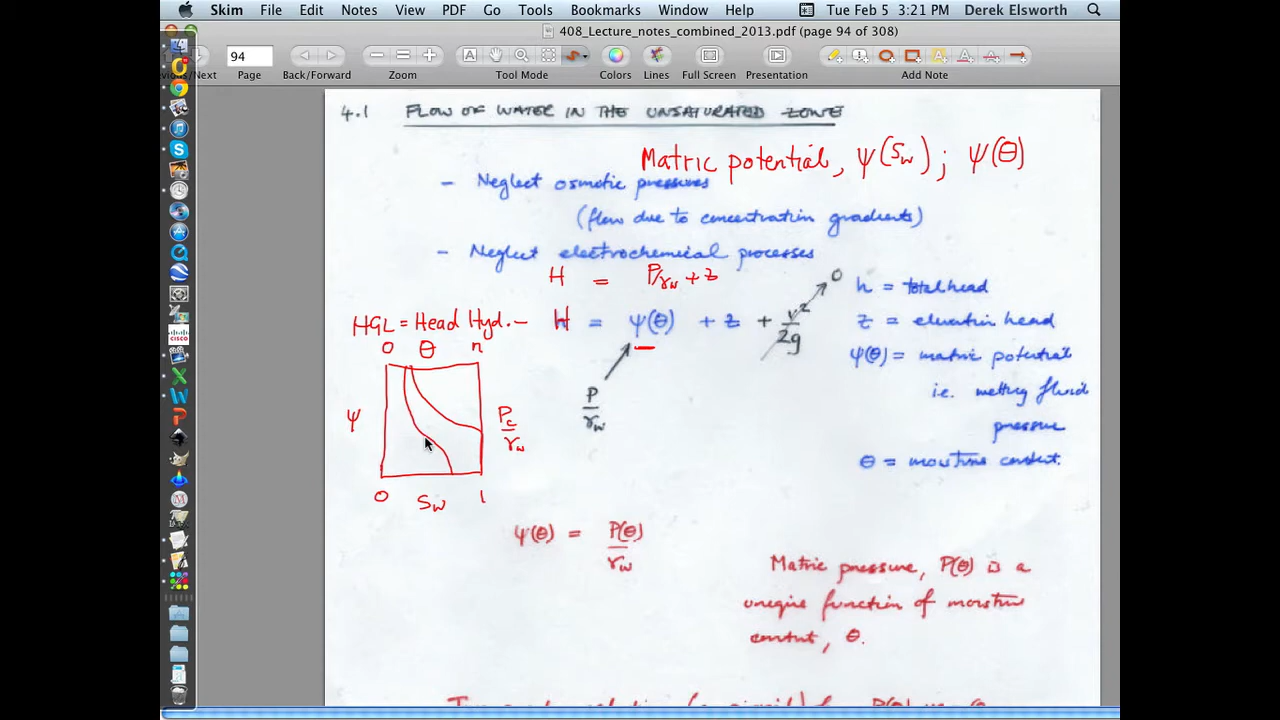 Skim File Edit Notes View PDF Go Tools Bookmarks Window Help Tue Feb 5 3:21 PM Derek Elsworth
408_Lecture_notes_combined_2013.pdf (page 94 of 308)
94
Previous/Next Page Back/Forward Zoom Tool Mode Colors Lines Full Screen Presentation Add Note
4.1 FLOW OF WATER IN THE UNSATURATED ZONE
Matric potential, ψ(Sw) ; ψ(θ)
- Neglect osmotic pressures
(flow due to concentration gradients)
- Neglect electrochemical processes
H = P/γw + z
h = total head
HGL = Head Hyd. –
H = ψ(θ) + z + v²/2g 0
z = elevation head
0 θ n
ψ(θ) = matric potential
i.e. wetting fluid
pressure
ψ
Pc/γw
P/γw
θ = moisture content.
0 Sw 1
ψ(θ) = P(θ)/γw
Matric pressure, P(θ) is a
unique function of moisture
content, θ.
P(θ) vs θ